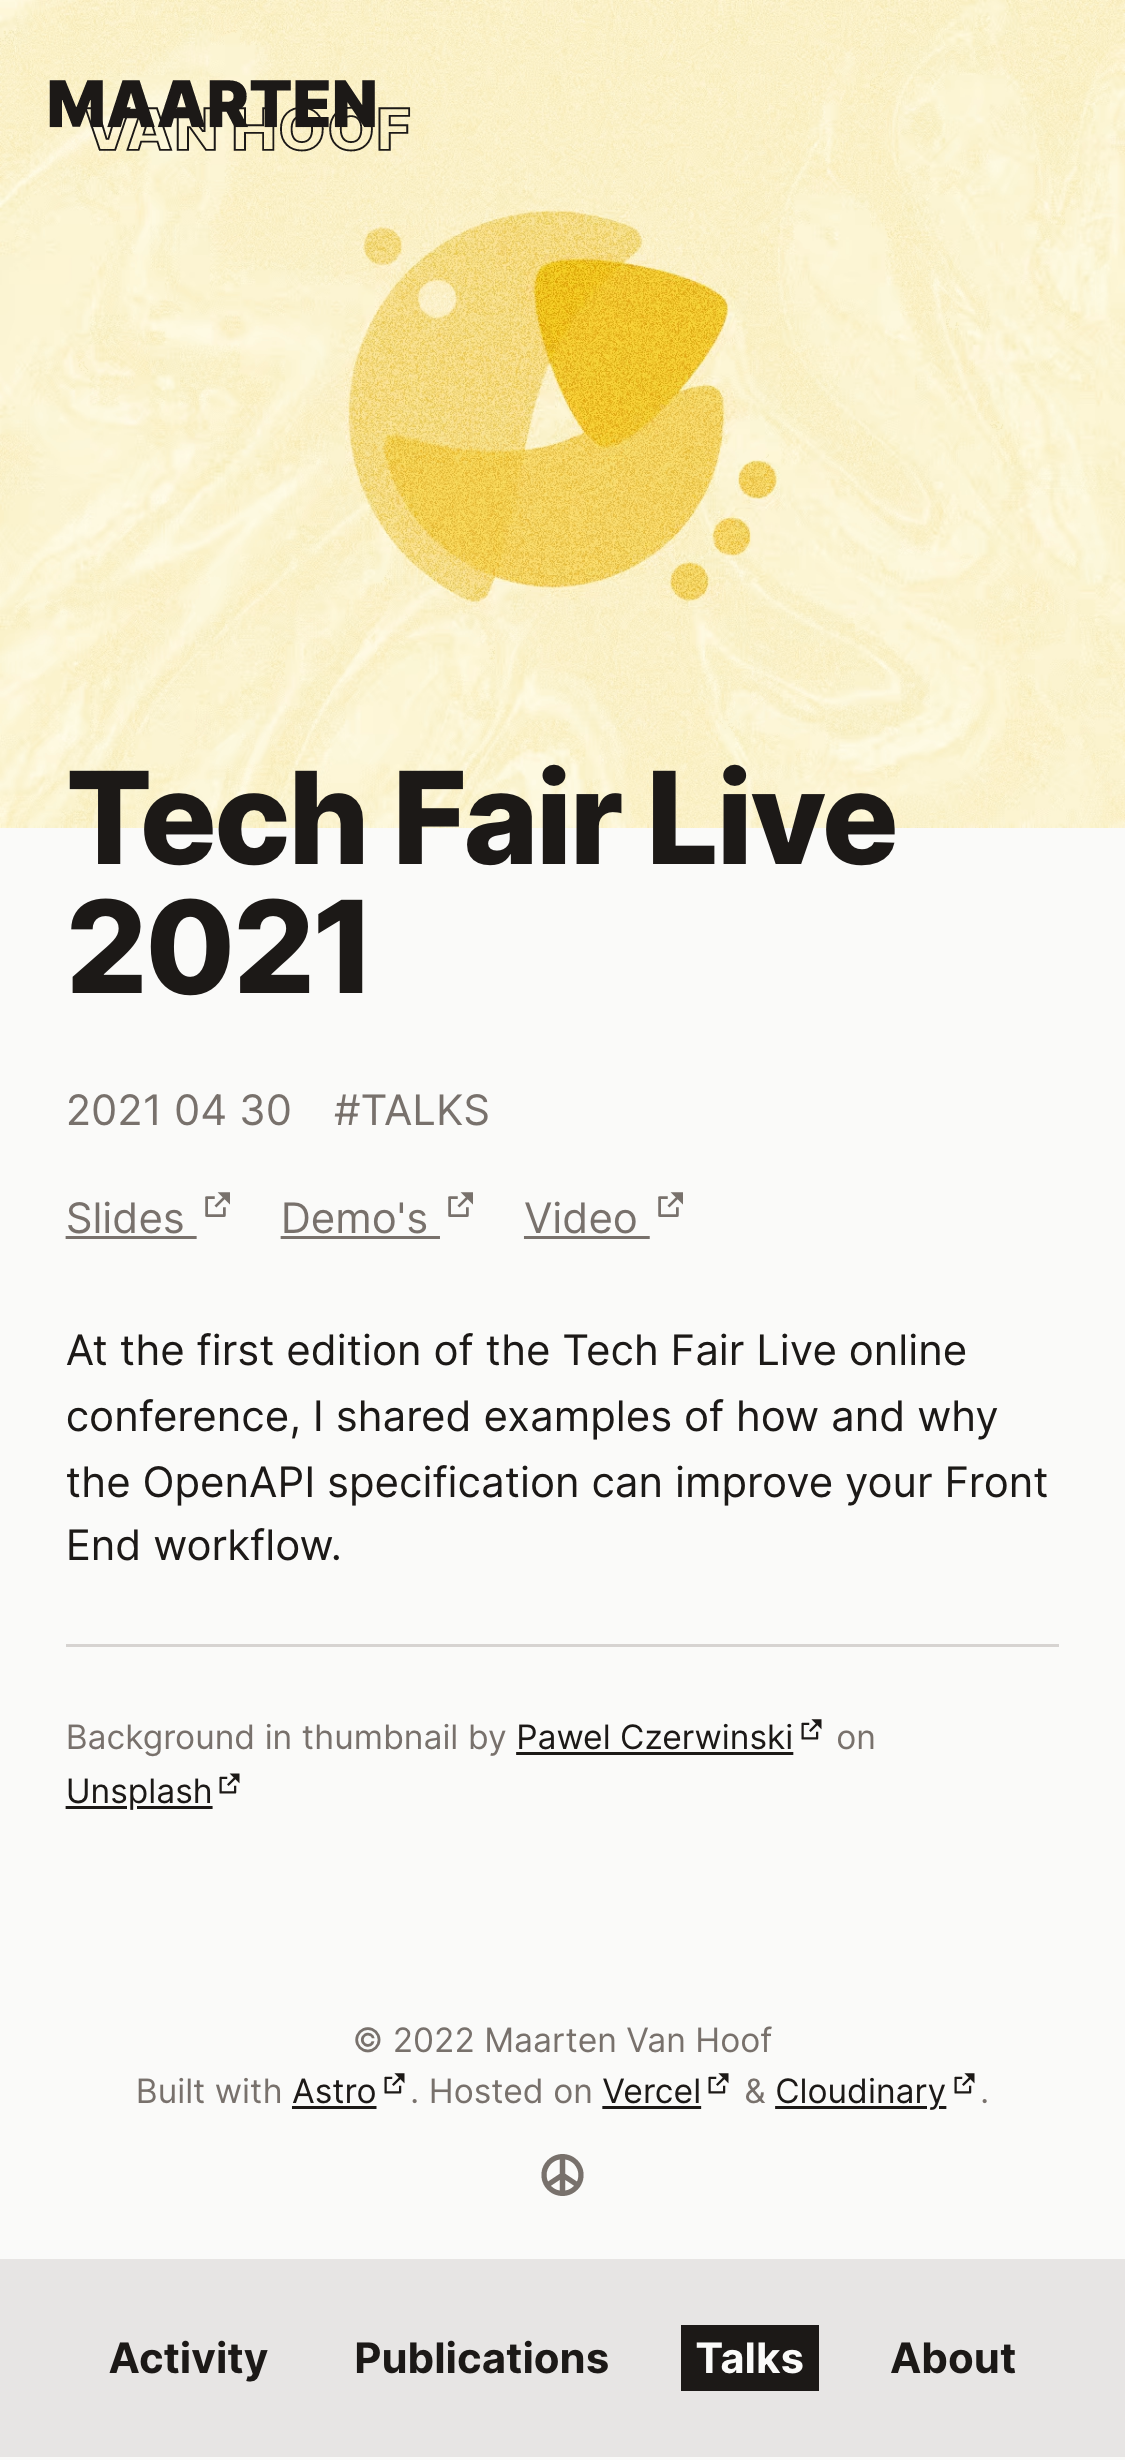 MAARTEN
VAN HOOF
Tech Fair Live
2021
2021 04 30 #TALKS
Slides Demo's Video
At the first edition of the Tech Fair Live online
conference, I shared examples of how and why
the OpenAPI specification can improve your Front
End workflow.
Background in thumbnail by Pawel Czerwinski on
Unsplash
© 2022 Maarten Van Hoof
Built with Astro. Hosted on Vercel & Cloudinary.
Activity Publications Talks About